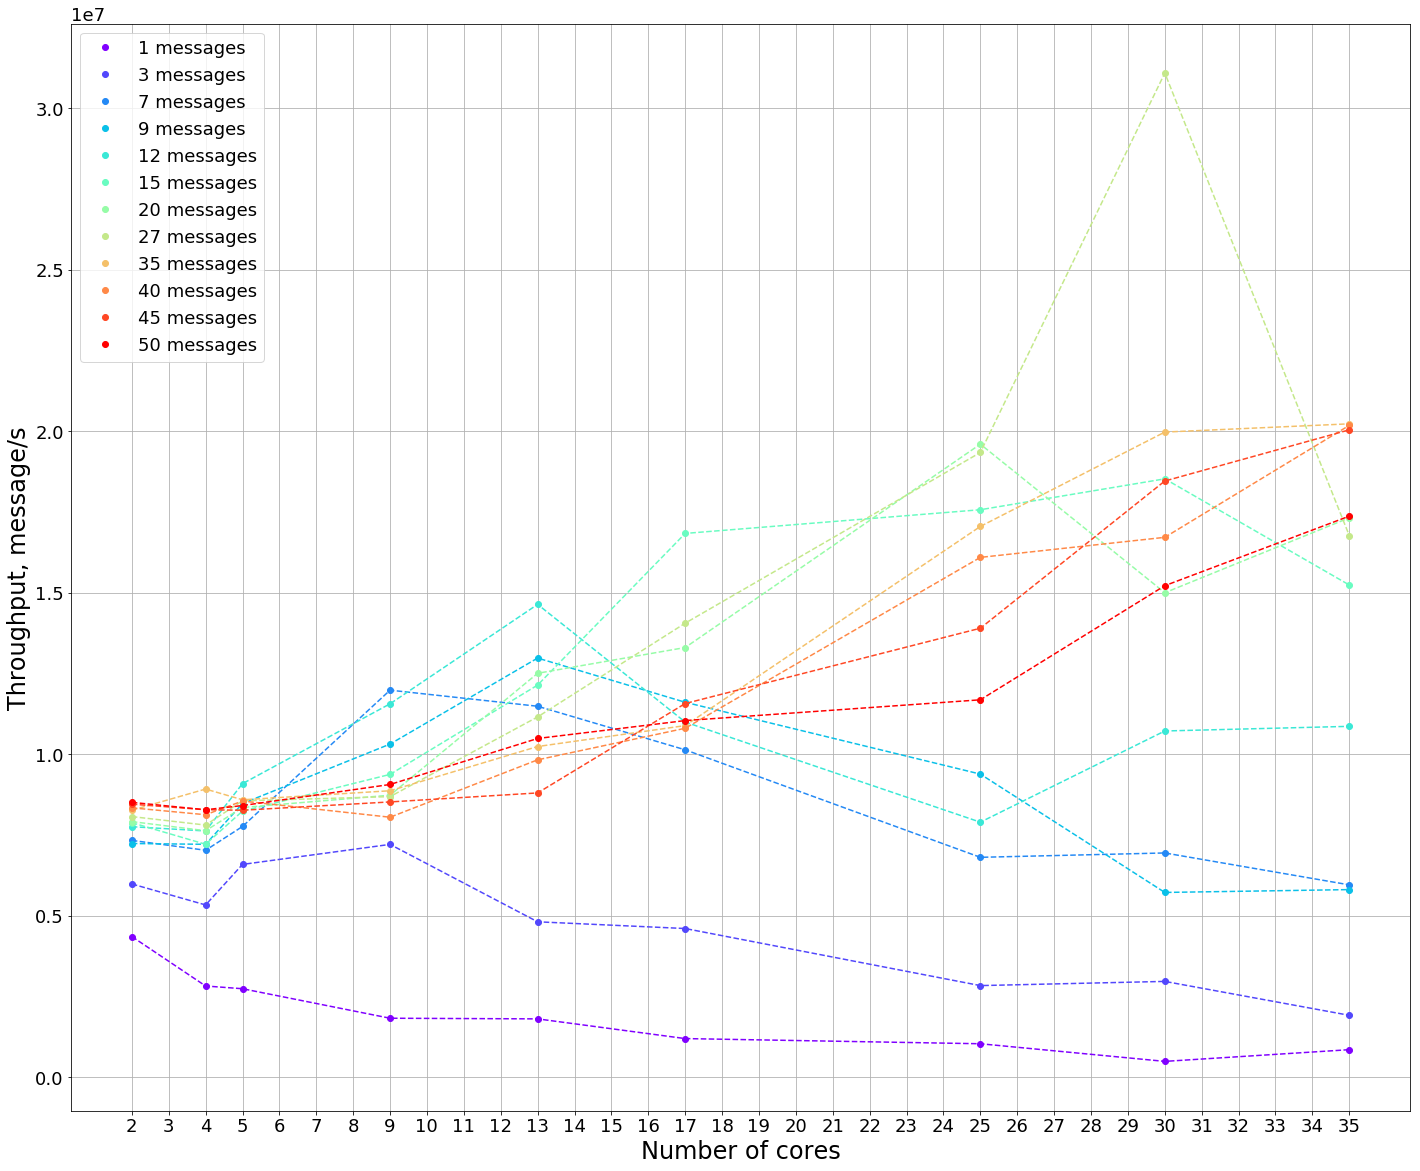 1e7
3.0
2.5
2.0
1.5
1.0
0.5
0.0
Throughput, message/s
1 messages
3 messages
7 messages
9 messages
12 messages
15 messages
20 messages
27 messages
35 messages
40 messages
45 messages
50 messages
2 3 4 5 6 7 8 9 10 11 12 13 14 15 16 17 18 19 20 21 22 23 24 25 26 27 28 29 30 31 32 33 34 35
Number of cores